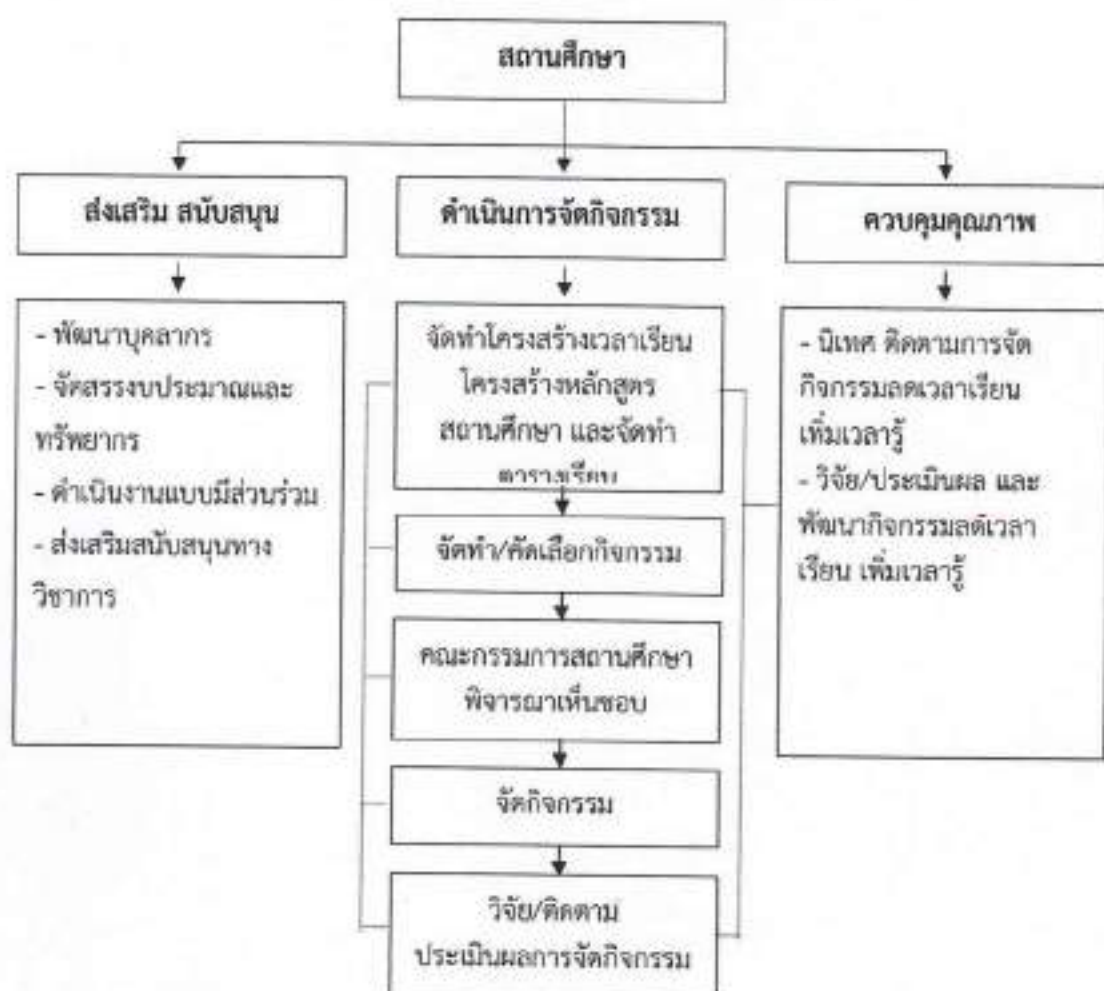 สถานศึกษา
ส่งเสริม สนับสนุน
ดำเนินการจัดกิจกรรม
ควบคุมคุณภาพ
- พัฒนาบุคลากร
- จัดสรรงบประมาณและ
ทรัพยากร
- ดำเนินงานแบบมีส่วนร่วม
- ส่งเสริมสนับสนุนทาง
วิชาการ
จัดทำโครงสร้างเวลาเรียน
โครงสร้างหลักสูตร
สถานศึกษา และจัดทำ
ตารางเรียน
จัดทำ/คัดเลือกกิจกรรม
คณะกรรมการสถานศึกษา
พิจารณาเห็นชอบ
จัดกิจกรรม
วิจัย/ติดตาม
ประเมินผลการจัดกิจกรรม
- นิเทศ ติดตามการจัด
กิจกรรมลดเวลาเรียน
เพิ่มเวลารู้
- วิจัย/ประเมินผล และ
พัฒนากิจกรรมลดเวลา
เรียน เพิ่มเวลารู้